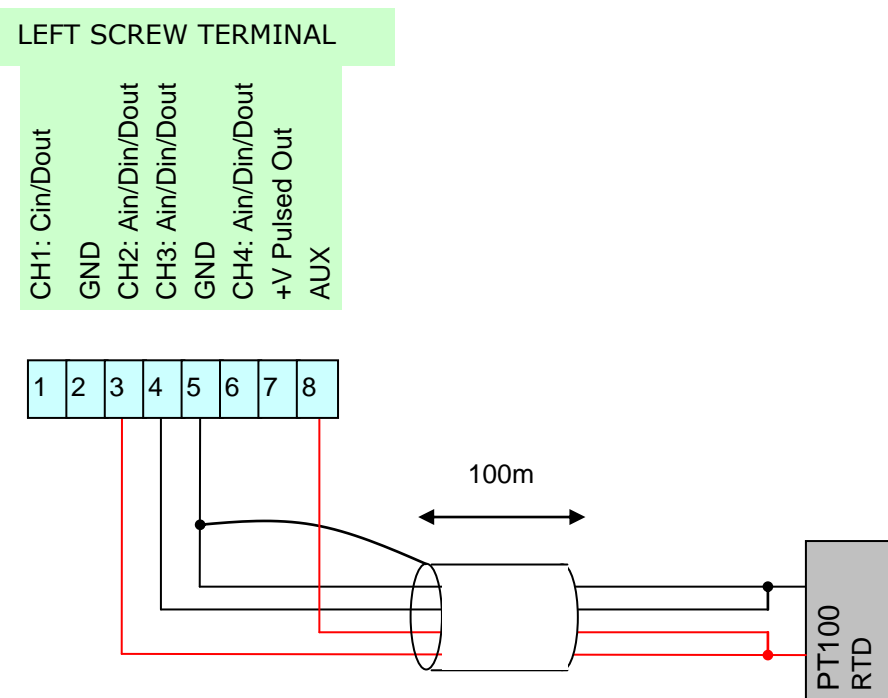 LEFT SCREW TERMINAL
CH1: Cin/Dout
GND
CH2: Ain/Din/Dout
CH3: Ain/Din/Dout
GND
CH4: Ain/Din/Dout
+V Pulsed Out
AUX
1 2 3 4 5 6 7 8
100m
PT100
RTD